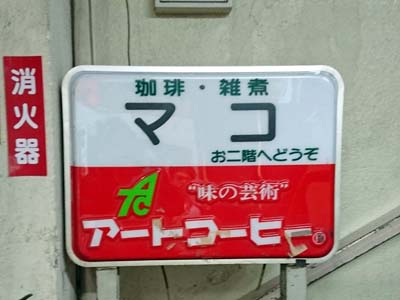 消火器
珈琲・雑煮
マコ
お二階へどうぞ
"味の芸術"
アートコーヒー